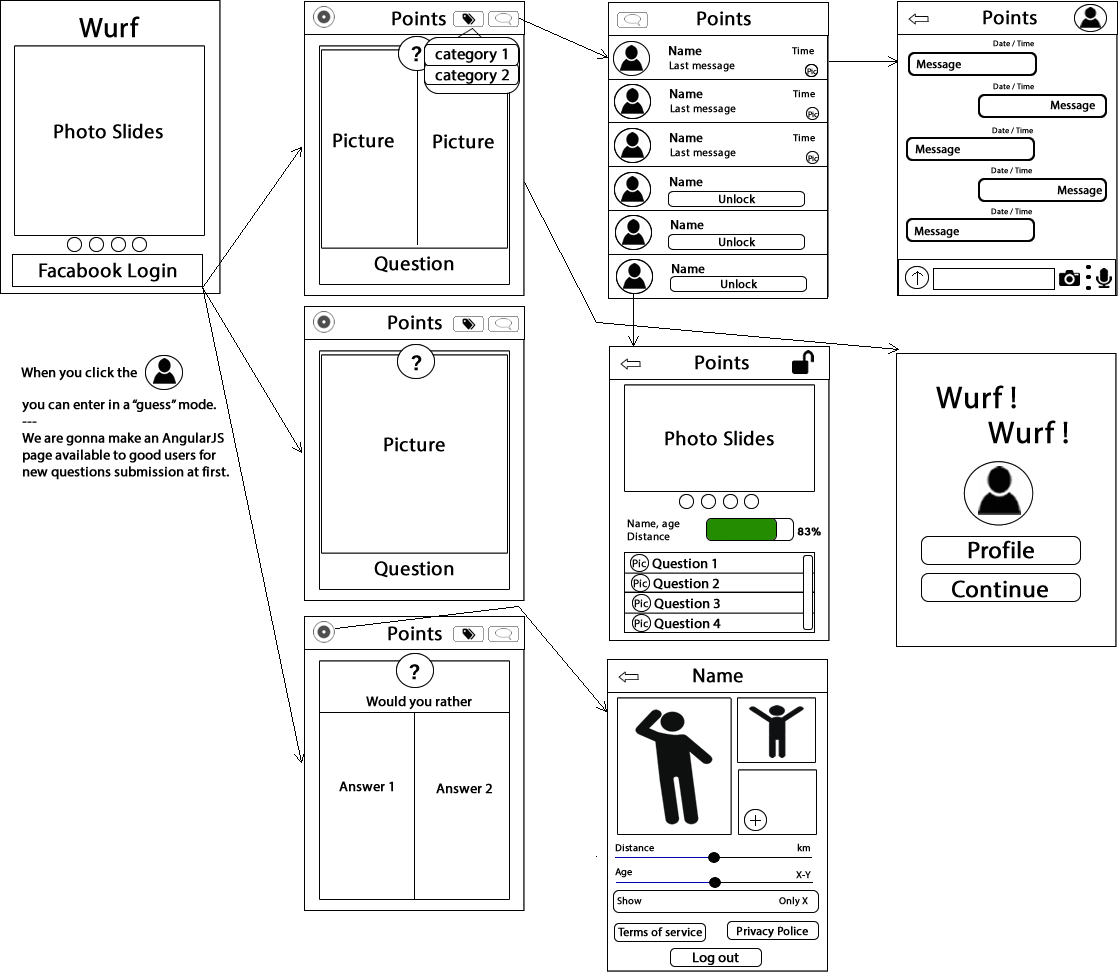 Wurf
Photo Slides
Facabook Login
When you click the
you can enter in a “guess” mode.
---
We are gonna make an AngularJS
page available to good users for
new questions submission at first.
Points
?
category 1
category 2
Picture
Picture
Question
Points
?
Picture
Question
Points
?
Would you rather
Answer 1
Answer 2
Points
Name
Time
Last message
Pic
Name
Time
Last message
Pic
Name
Time
Last message
Pic
Name
Unlock
Name
Unlock
Name
Unlock
Points
Photo Slides
Name, age
Distance
83%
Pic Question 1
Pic Question 2
Pic Question 3
Pic Question 4
Name
Distance km
Age X-Y
Show Only X
Terms of service
Privacy Police
Log out
Points
Date / Time
Message
Date / Time
Message
Date / Time
Message
Date / Time
Message
Date / Time
Message
Wurf !
Wurf !
Profile
Continue